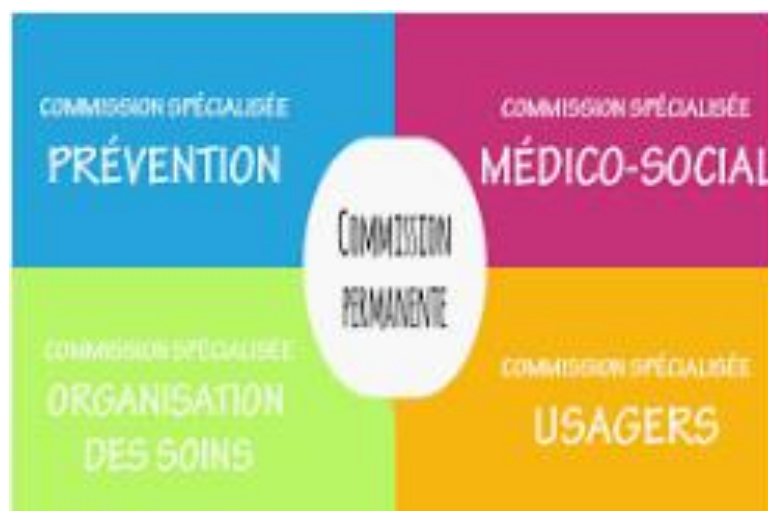 COMMISSION SPÉCIALISÉE
PRÉVENTION
COMMISSION SPÉCIALISÉE
MÉDICO-SOCIAL
COMMISSION
PERMANENTE
COMMISSION SPÉCIALISÉE
ORGANISATION
DES SOINS
COMMISSION SPÉCIALISÉE
USAGERS